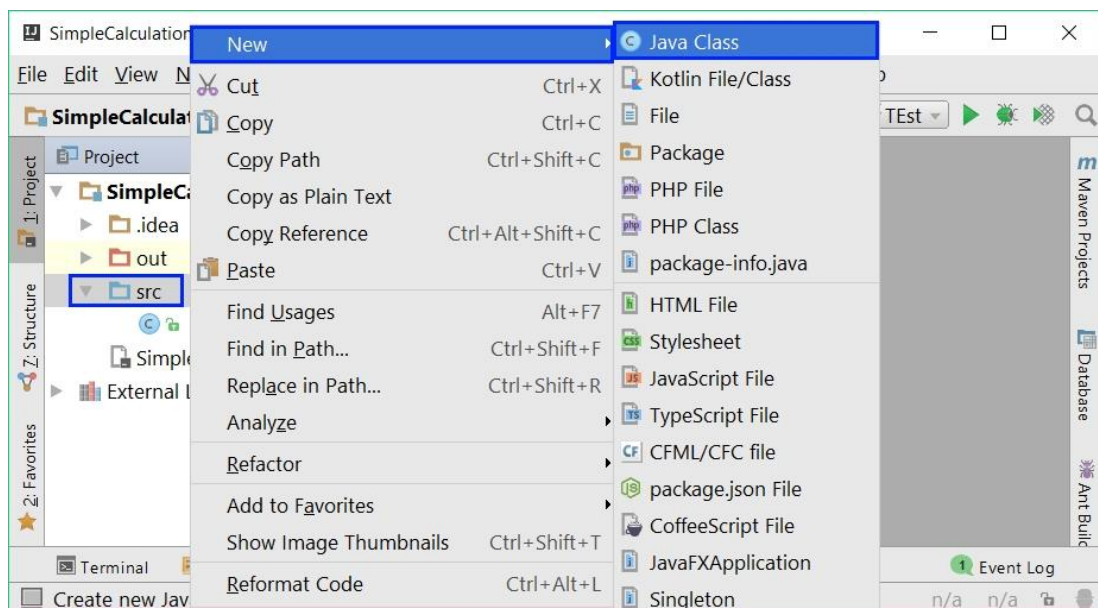 SimpleCalculation
File Edit View N
SimpleCalculat
TEst
Project
SimpleCa
.idea
out
src
Simple
External L
1: Project
Z: Structure
2: Favorites
New
Cut Ctrl+X
Copy Ctrl+C
Copy Path Ctrl+Shift+C
Copy as Plain Text
Copy Reference Ctrl+Alt+Shift+C
Paste Ctrl+V
Find Usages Alt+F7
Find in Path... Ctrl+Shift+F
Replace in Path... Ctrl+Shift+R
Analyze
Refactor
Add to Favorites
Show Image Thumbnails Ctrl+Shift+T
Reformat Code Ctrl+Alt+L
Java Class
Kotlin File/Class
File
Package
PHP File
PHP Class
package-info.java
HTML File
Stylesheet
JavaScript File
TypeScript File
CFML/CFC file
package.json File
CoffeeScript File
JavaFXApplication
Singleton
Maven Projects
Database
Ant Build
Terminal
1 Event Log
Create new Jav
n/a n/a